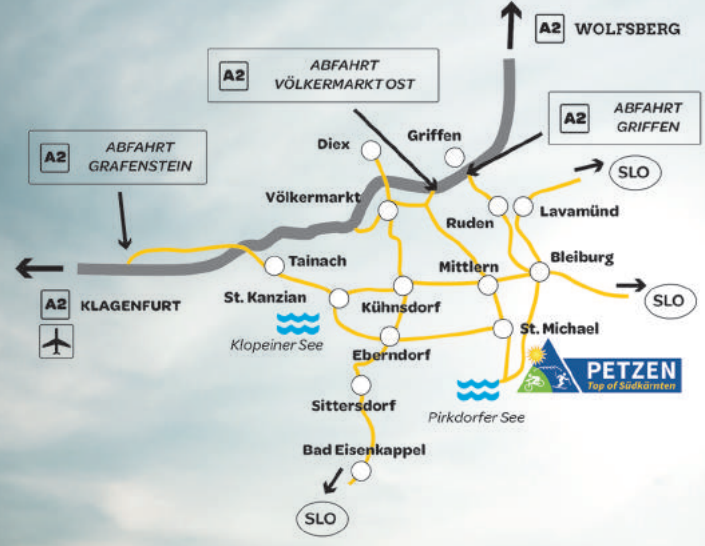 A2 WOLFSBERG
A2 ABFAHRT
VÖLKERMARKT OST
A2 ABFAHRT
GRIFFEN
A2 ABFAHRT
GRAFENSTEIN
Diex
Griffen
SLO
Völkermarkt
Ruden
Lavamünd
Tainach
Mittlern
Bleiburg
A2 KLAGENFURT
St. Kanzian
Kühnsdorf
SLO
Klopeiner See
St. Michael
Eberndorf
PETZEN
Top of Südkärnten
Sittersdorf
Pirkdorfer See
Bad Eisenkappel
SLO